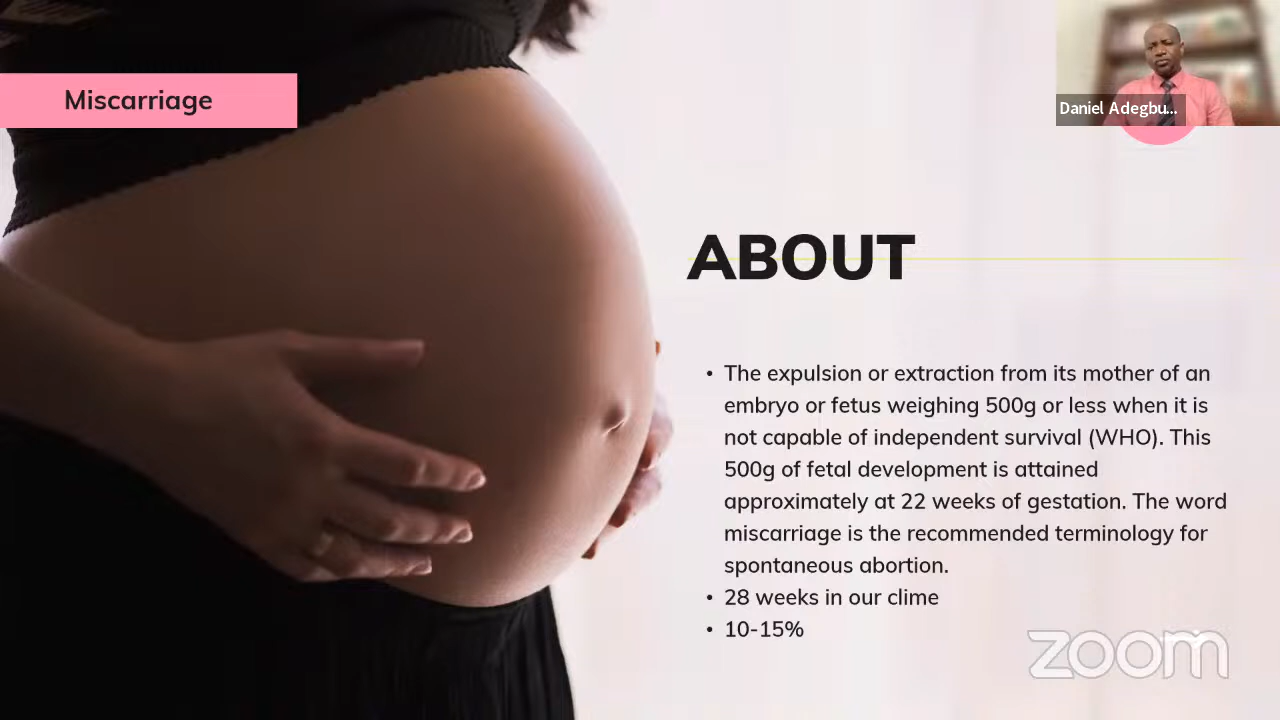 Miscarriage
Daniel Adegbu...
ABOUT
• The expulsion or extraction from its mother of an
embryo or fetus weighing 500g or less when it is
not capable of independent survival (WHO). This
500g of fetal development is attained
approximately at 22 weeks of gestation. The word
miscarriage is the recommended terminology for
spontaneous abortion.
• 28 weeks in our clime
• 10-15%
zoom